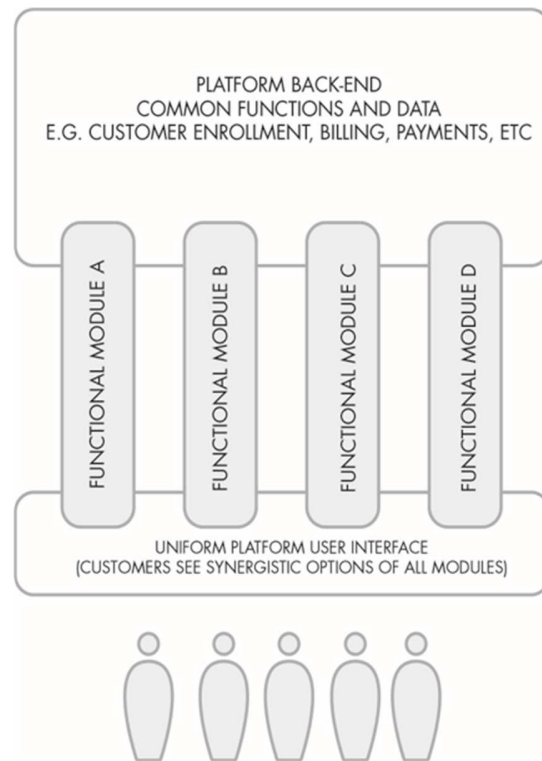 PLATFORM BACK-END
COMMON FUNCTIONS AND DATA
E.G. CUSTOMER ENROLLMENT, BILLING, PAYMENTS, ETC
FUNCTIONAL MODULE A
FUNCTIONAL MODULE B
FUNCTIONAL MODULE C
FUNCTIONAL MODULE D
UNIFORM PLATFORM USER INTERFACE
(CUSTOMERS SEE SYNERGISTIC OPTIONS OF ALL MODULES)